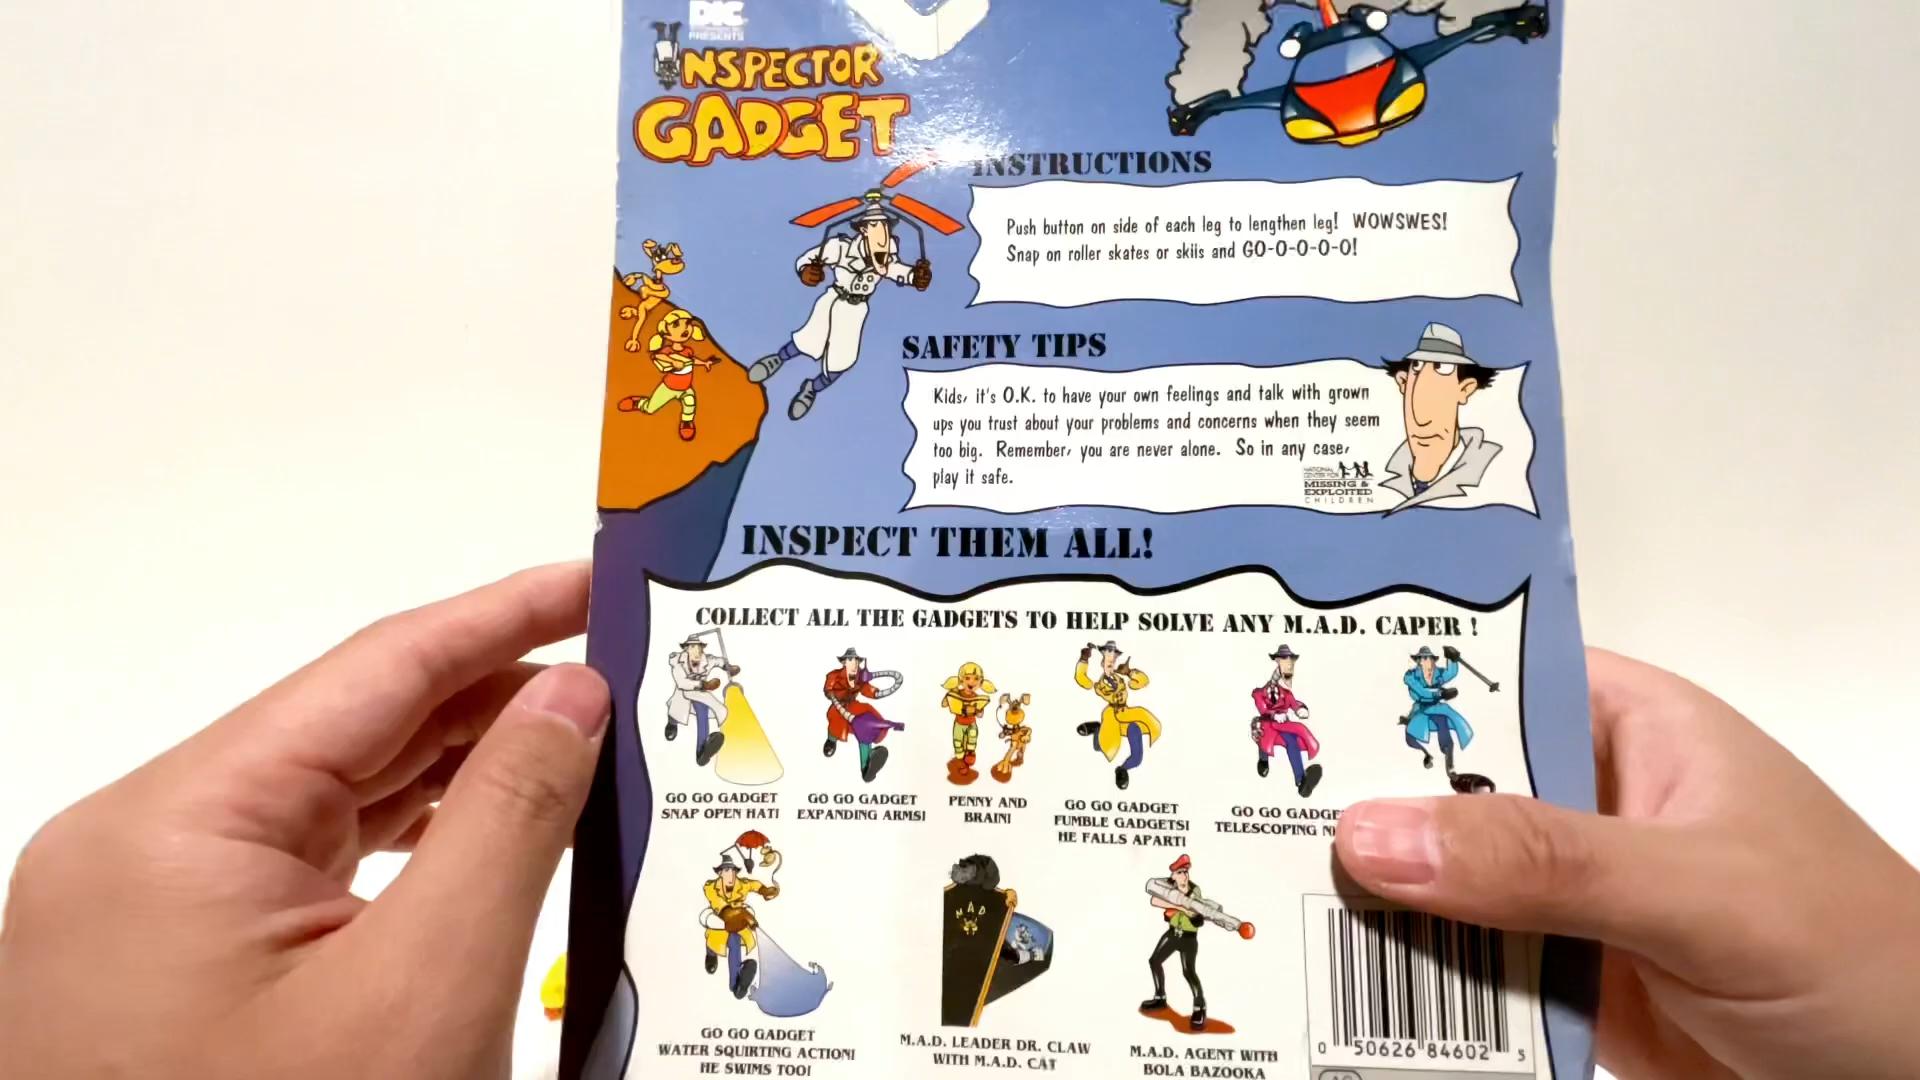 DIC
PRESENTS
INSPECTOR
GADGET
INSTRUCTIONS
Push button on side of each leg to lengthen leg! WOWSWES!
Snap on roller skates or skiis and GO-O-O-O-O!
SAFETY TIPS
Kids, it's O.K. to have your own feelings and talk with grown
ups you trust about your problems and concerns when they seem
too big. Remember, you are never alone. So in any case,
play it safe.
NATIONAL
CENTER FOR
MISSING &
EXPLOITED
CHILDREN
INSPECT THEM ALL!
COLLECT ALL THE GADGETS TO HELP SOLVE ANY M.A.D. CAPER !
GO GO GADGET
SNAP OPEN HAT!
GO GO GADGET
EXPANDING ARMS!
PENNY AND
BRAIN!
GO GO GADGET
FUMBLE GADGETS!
HE FALLS APART!
GO GO
TELESCOPING
GO GO GADGET
WATER SQUIRTING ACTION!
HE SWIMS TOO!
MAD
M.A.D. LEADER DR. CLAW
WITH M.A.D. CAT
M.A.D. AGENT WITH
BOLA BAZOOKA
0 50626 84602 5